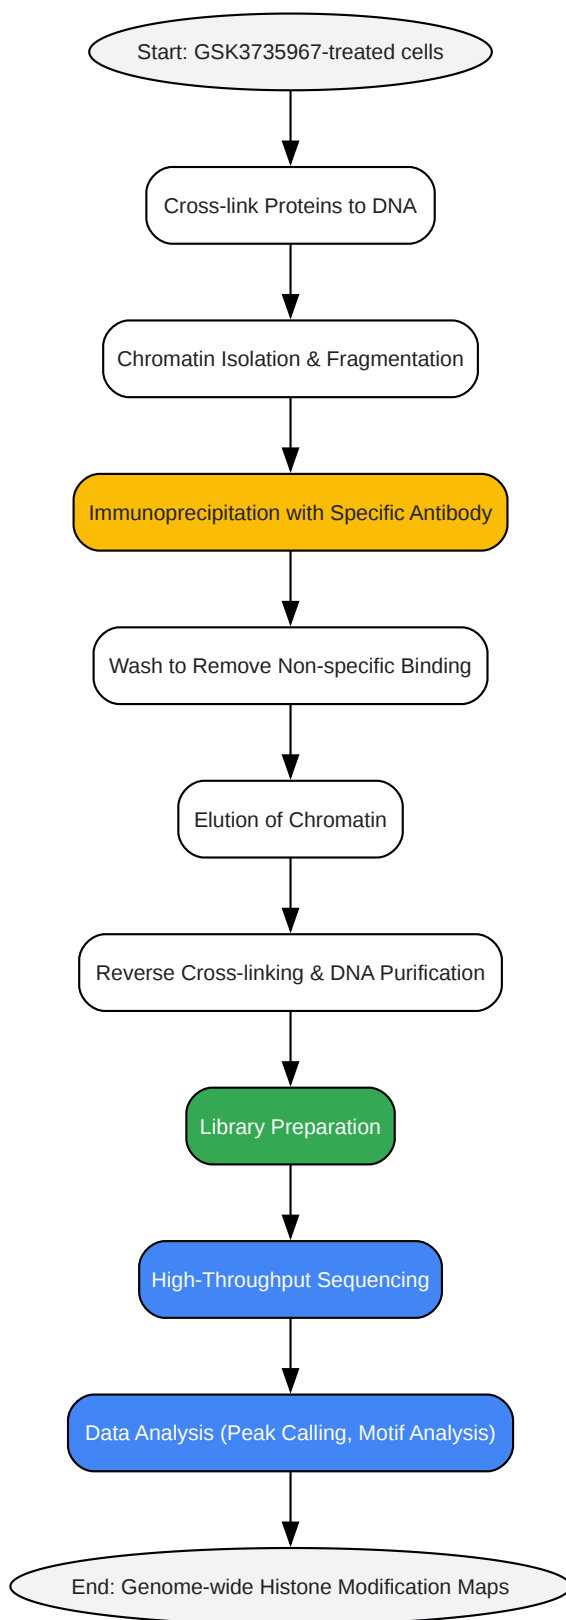 Start: GSK3735967-treated cells
Cross-link Proteins to DNA
Chromatin Isolation & Fragmentation
Immunoprecipitation with Specific Antibody
Wash to Remove Non-specific Binding
Elution of Chromatin
Reverse Cross-linking & DNA Purification
Library Preparation
High-Throughput Sequencing
Data Analysis (Peak Calling, Motif Analysis)
End: Genome-wide Histone Modification Maps